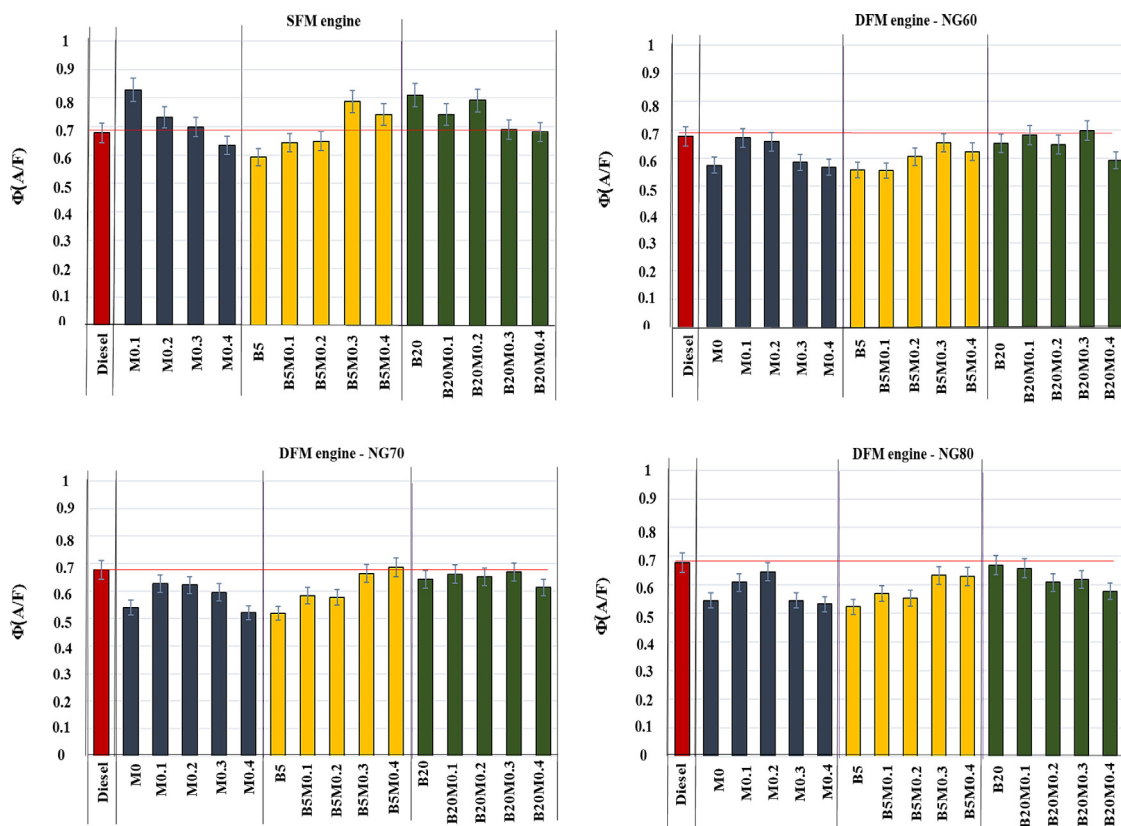 SFM engine
Φ(A/F)
1
0.9
0.8
0.7
0.6
0.5
0.4
0.3
0.2
0.1
0
Diesel
M0.1
M0.2
M0.3
M0.4
B5
B5M0.1
B5M0.2
B5M0.3
B5M0.4
B20
B20M0.1
B20M0.2
B20M0.3
B20M0.4
DFM engine - NG60
Φ(A/F)
1
0.9
0.8
0.7
0.6
0.5
0.4
0.3
0.2
0.1
0
Diesel
M0
M0.1
M0.2
M0.3
M0.4
B5
B5M0.1
B5M0.2
B5M0.3
B5M0.4
B20
B20M0.1
B20M0.2
B20M0.3
B20M0.4
DFM engine - NG70
Φ(A/F)
1
0.9
0.8
0.7
0.6
0.5
0.4
0.3
0.2
0.1
0
Diesel
M0
M0.1
M0.2
M0.3
M0.4
B5
B5M0.1
B5M0.2
B5M0.3
B5M0.4
B20
B20M0.1
B20M0.2
B20M0.3
B20M0.4
DFM engine - NG80
Φ(A/F)
1
0.9
0.8
0.7
0.6
0.5
0.4
0.3
0.2
0.1
0
Diesel
M0
M0.1
M0.2
M0.3
M0.4
B5
B5M0.1
B5M0.2
B5M0.3
B5M0.4
B20
B20M0.1
B20M0.2
B20M0.3
B20M0.4